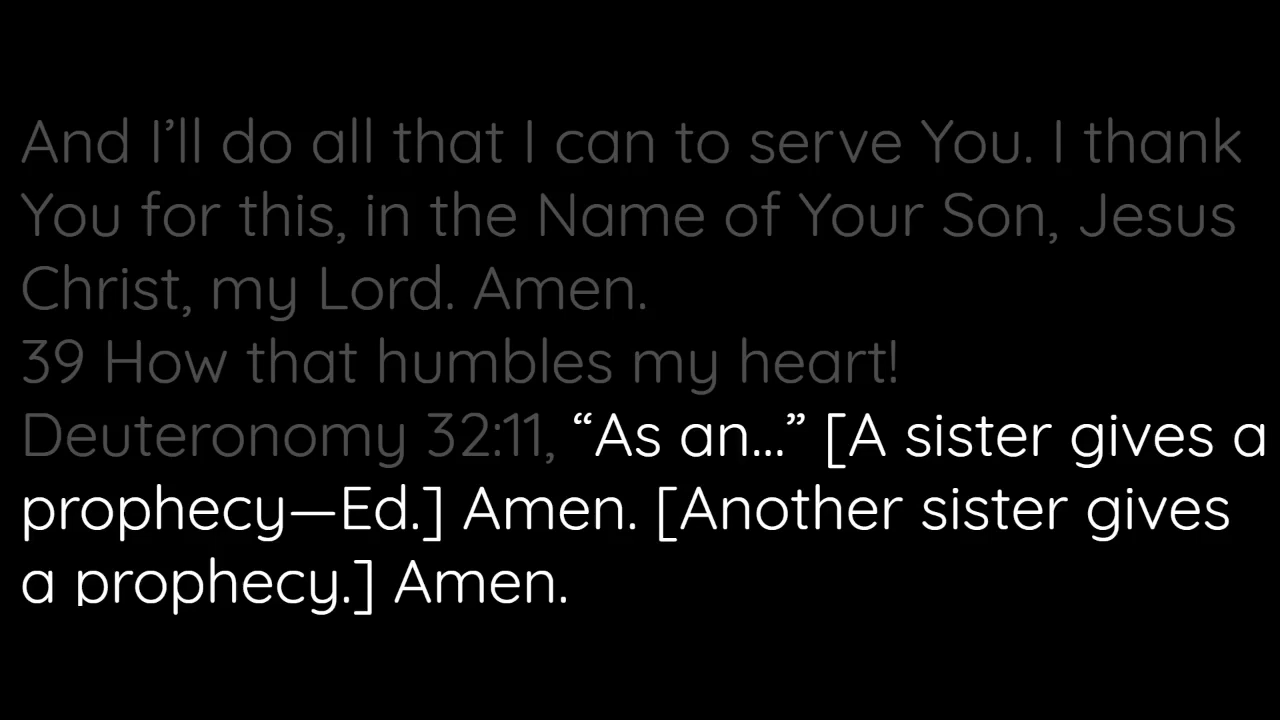 And I’ll do all that I can to serve You. I thank
You for this, in the Name of Your Son, Jesus
Christ, my Lord. Amen.
39 How that humbles my heart!
Deuteronomy 32:11, “As an...” [A sister gives a
prophecy—Ed.] Amen. [Another sister gives
a prophecy.] Amen.